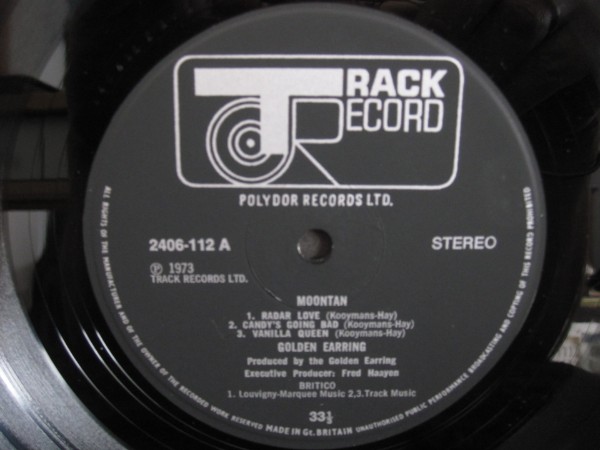 TRACK
RECORD
POLYDOR RECORDS LTD.
2406-112 A
STEREO
℗ 1973
TRACK RECORDS LTD.
MOONTAN
1. RADAR LOVE (Kooymans-Hay)
2. CANDY'S GOING BAD (Kooymans-Hay)
3. VANILLA QUEEN (Kooymans-Hay)
GOLDEN EARRING
Produced by the Golden Earring
Executive Producer: Fred Haayen
BRITICO
1. Louvigny-Marquee Music 2,3.Track Music
33⅓
ALL RIGHTS OF THE MANUFACTURER AND OF THE OWNER OF THE RECORDED WORK RESERVED MADE IN Gt. BRITAIN UNAUTHORISED PUBLIC PERFORMANCE BROADCASTING AND COPYING OF THIS RECORD PROHIBITED